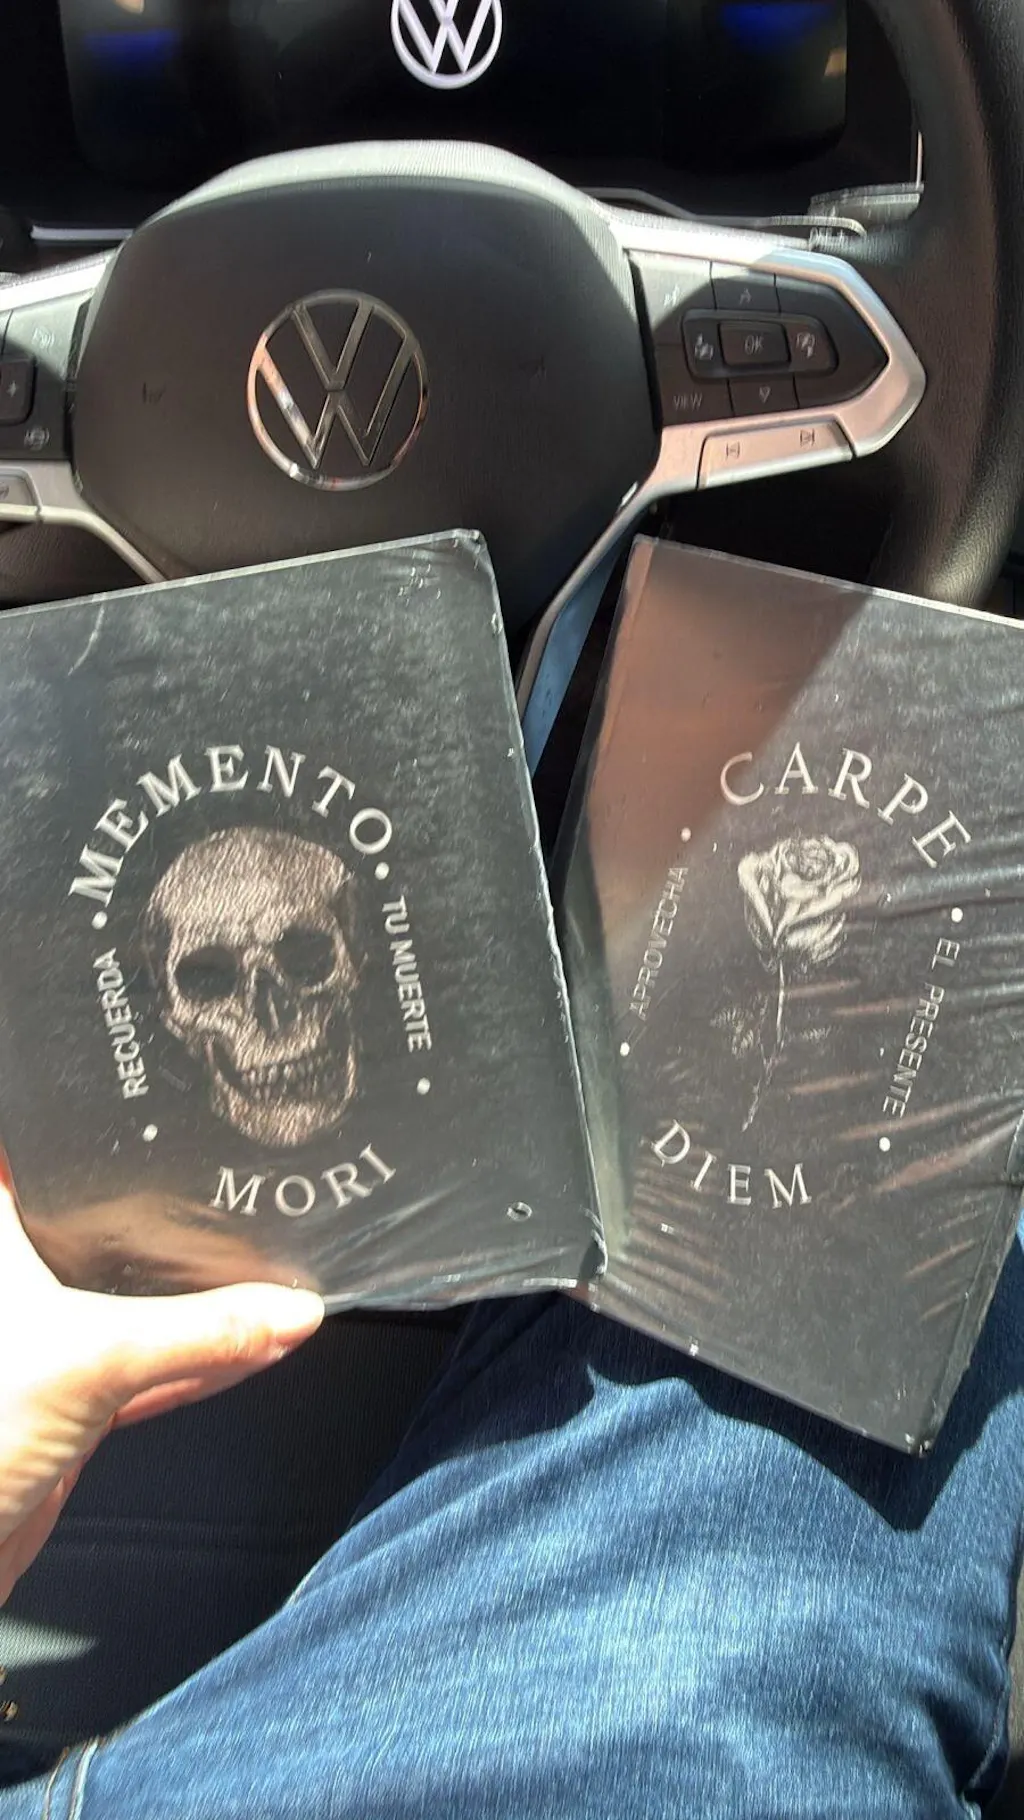 OK
VIEW
MEMENTO
RECUERDA
TU MUERTE
MORI
CARPE
APROVECHA
EL PRESENTE
DIEM